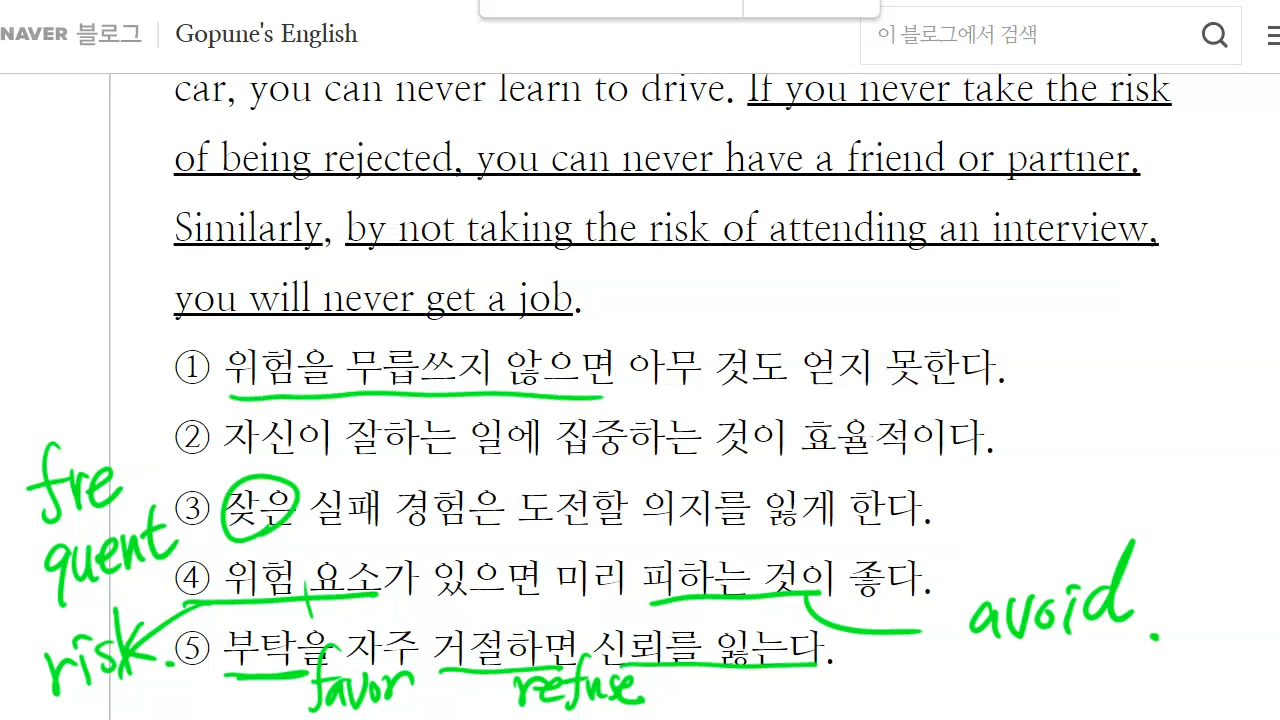 NAVER 블로그 Gopune's English 이 블로그에서 검색
car, you can never learn to drive. If you never take the risk
of being rejected, you can never have a friend or partner.
Similarly, by not taking the risk of attending an interview,
you will never get a job.
① 위험을 무릅쓰지 않으면 아무 것도 얻지 못한다.
② 자신이 잘하는 일에 집중하는 것이 효율적이다.
fre
③ 잦은 실패 경험은 도전할 의지를 잃게 한다.
quent
④ 위험 요소가 있으면 미리 피하는 것이 좋다.
avoid.
risk.
⑤ 부탁을 자주 거절하면 신뢰를 잃는다.
favor refuse